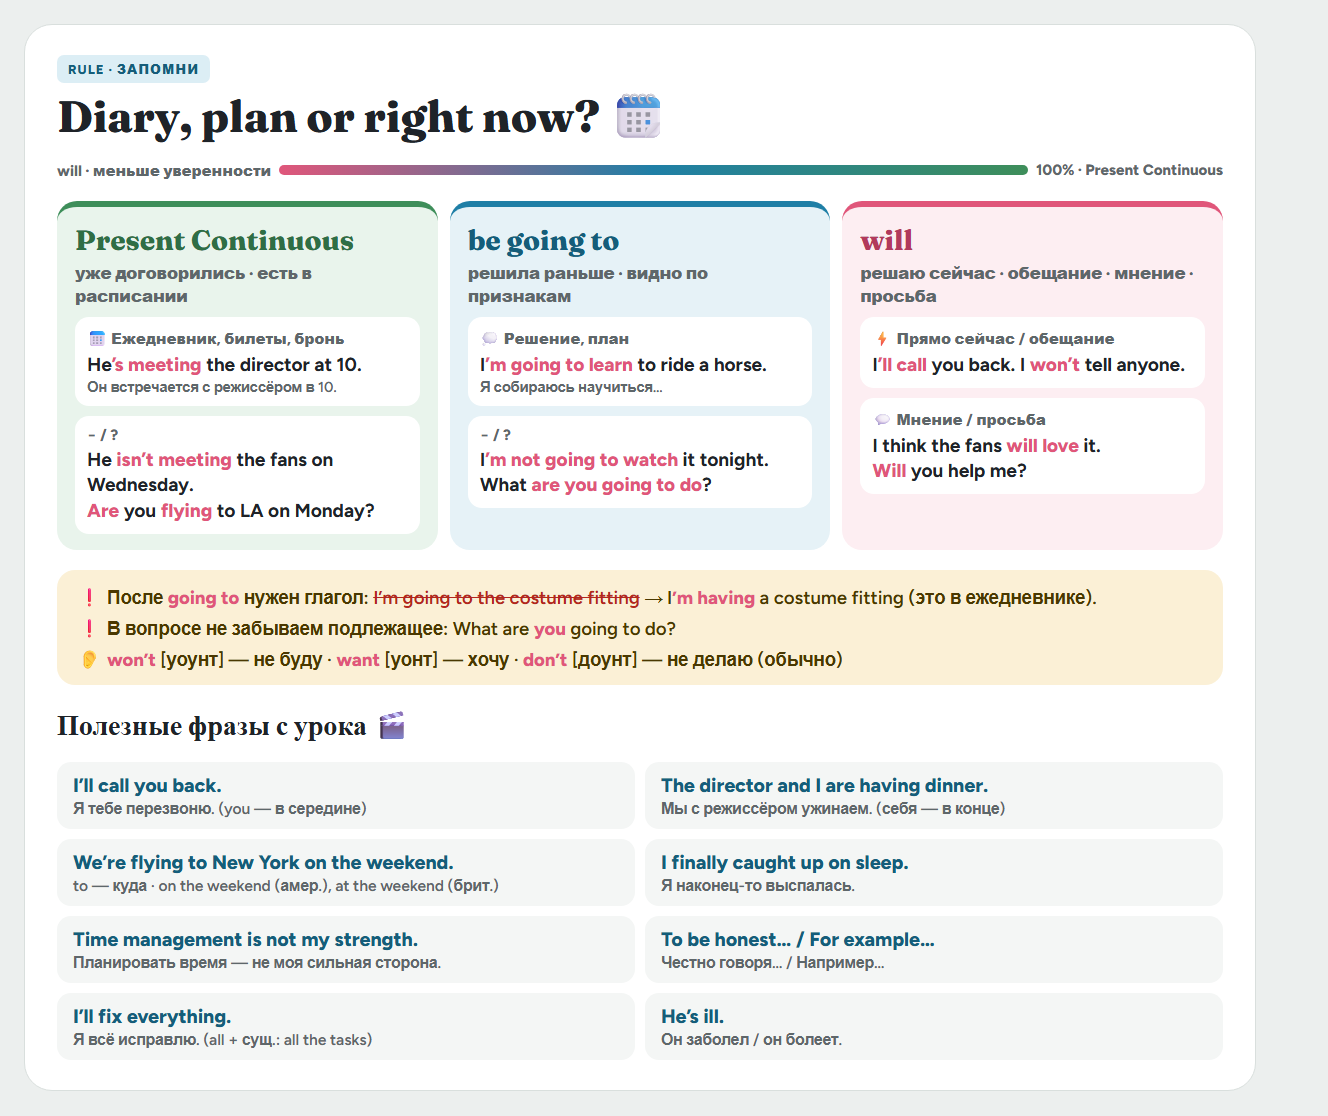 RULE · ЗАПОМНИ
Diary, plan or right now?
will · меньше уверенности
100% · Present Continuous
Present Continuous
уже договорились · есть в
расписании
Ежедневник, билеты, бронь
He’s meeting the director at 10.
Он встречается с режиссёром в 10.
– / ?
He isn’t meeting the fans on
Wednesday.
Are you flying to LA on Monday?
be going to
решила раньше · видно по
признакам
Решение, план
I’m going to learn to ride a horse.
Я собираюсь научиться…
– / ?
I’m not going to watch it tonight.
What are you going to do?
will
решаю сейчас · обещание · мнение ·
просьба
Прямо сейчас / обещание
I’ll call you back. I won’t tell anyone.
Мнение / просьба
I think the fans will love it.
Will you help me?
После going to нужен глагол: I’m going to the costume fitting → I’m having a costume fitting (это в ежедневнике).
В вопросе не забываем подлежащее: What are you going to do?
won’t [уоунт] — не буду · want [уонт] — хочу · don’t [доунт] — не делаю (обычно)
Полезные фразы с урока
I’ll call you back.
Я тебе перезвоню. (you — в середине)
The director and I are having dinner.
Мы с режиссёром ужинаем. (себя — в конце)
We’re flying to New York on the weekend.
to — куда · on the weekend (амер.), at the weekend (брит.)
I finally caught up on sleep.
Я наконец-то выспалась.
Time management is not my strength.
Планировать время — не моя сильная сторона.
To be honest… / For example…
Честно говоря… / Например…
I’ll fix everything.
Я всё исправлю. (all + сущ.: all the tasks)
He’s ill.
Он заболел / он болеет.